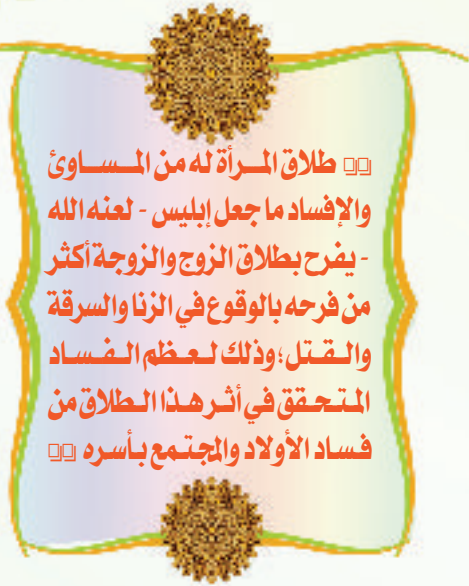 طلاق المرأة له من المساوئ
والإفساد ما جعل إبليس - لعنه الله
- يفرح بطلاق الزوج والزوجة أكثر
من فرحه بالوقوع في الزنا والسرقة
والقتل؛ وذلك لعظم الفساد
المتحقق في أثر هذا الطلاق من
فساد الأولاد والمجتمع بأسره